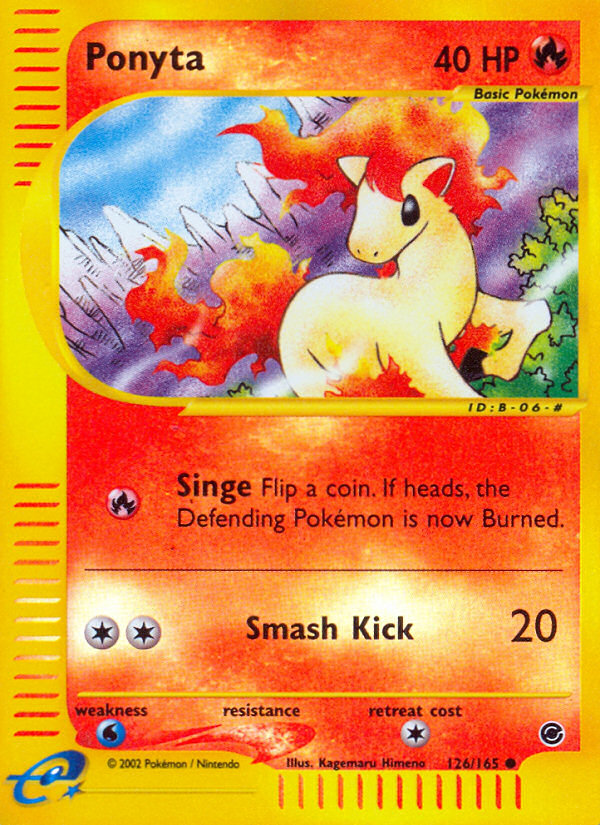 Ponyta 40 HP
Basic Pokémon
ID:B-06-#
Singe Flip a coin. If heads, the
Defending Pokémon is now Burned.
Smash Kick 20
weakness resistance retreat cost
© 2002 Pokémon / Nintendo Illus. Kagemaru Himeno 126/165
e